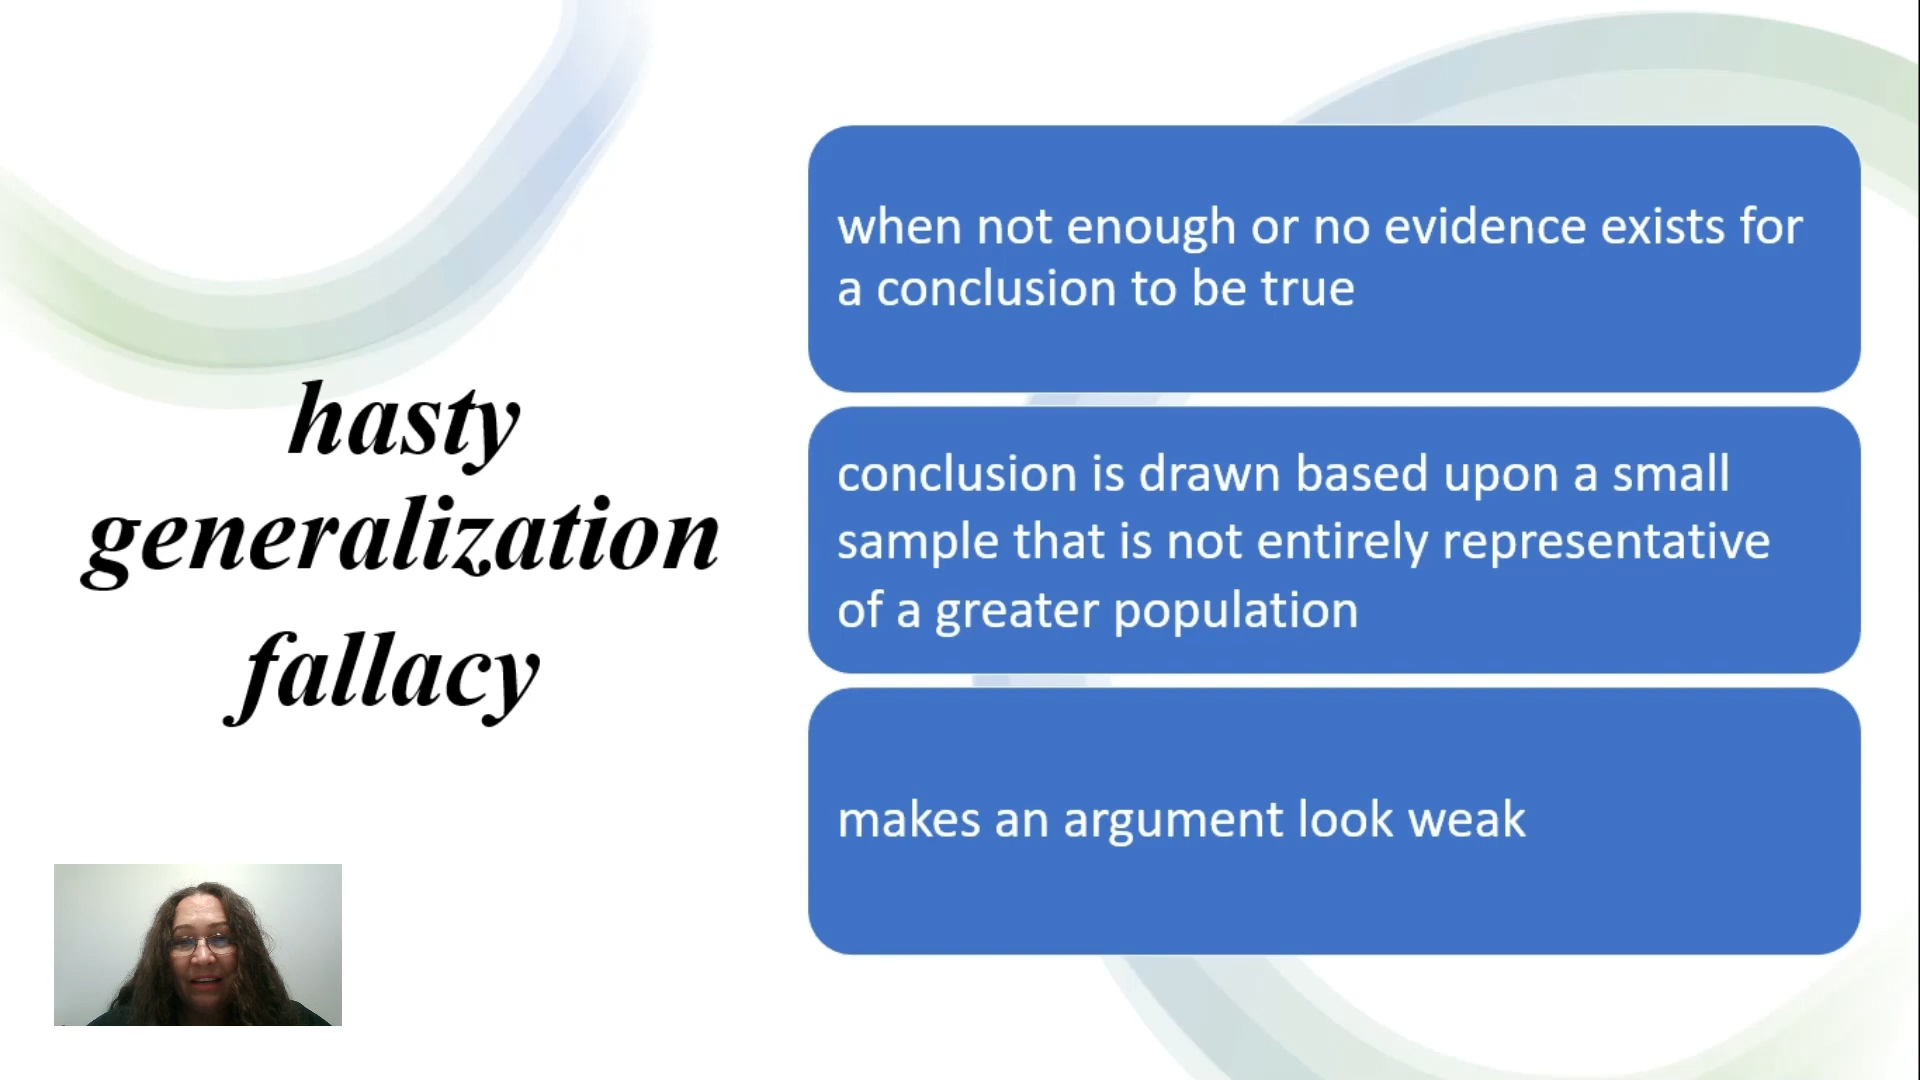 hasty
generalization
fallacy
when not enough or no evidence exists for
a conclusion to be true
conclusion is drawn based upon a small
sample that is not entirely representative
of a greater population
makes an argument look weak